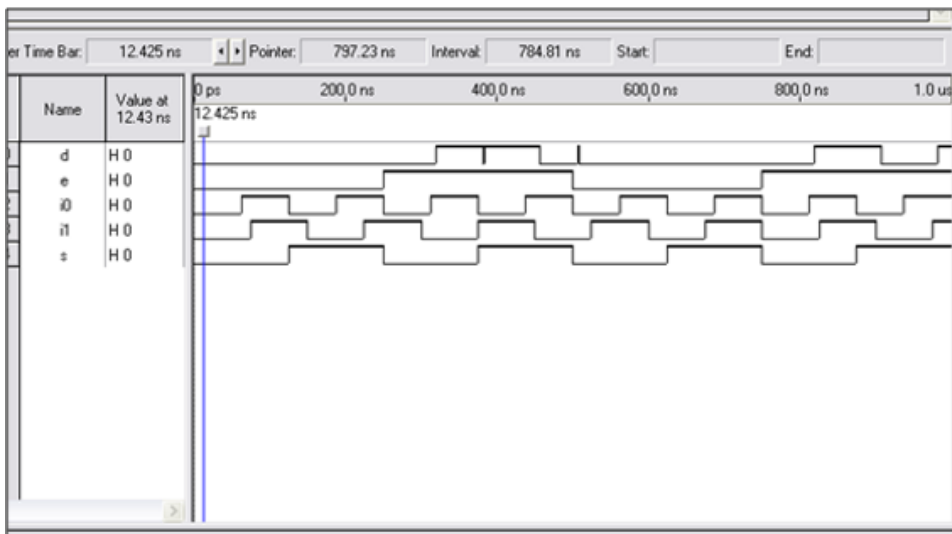 er Time Bar: 12.425 ns Pointer: 797.23 ns Interval: 784.81 ns Start: End:
Name Value at 12.43 ns
0 ps 200,0 ns 400,0 ns 600,0 ns 800,0 ns 1.0 us
12.425 ns
d H 0
e H 0
i0 H 0
i1 H 0
s H 0